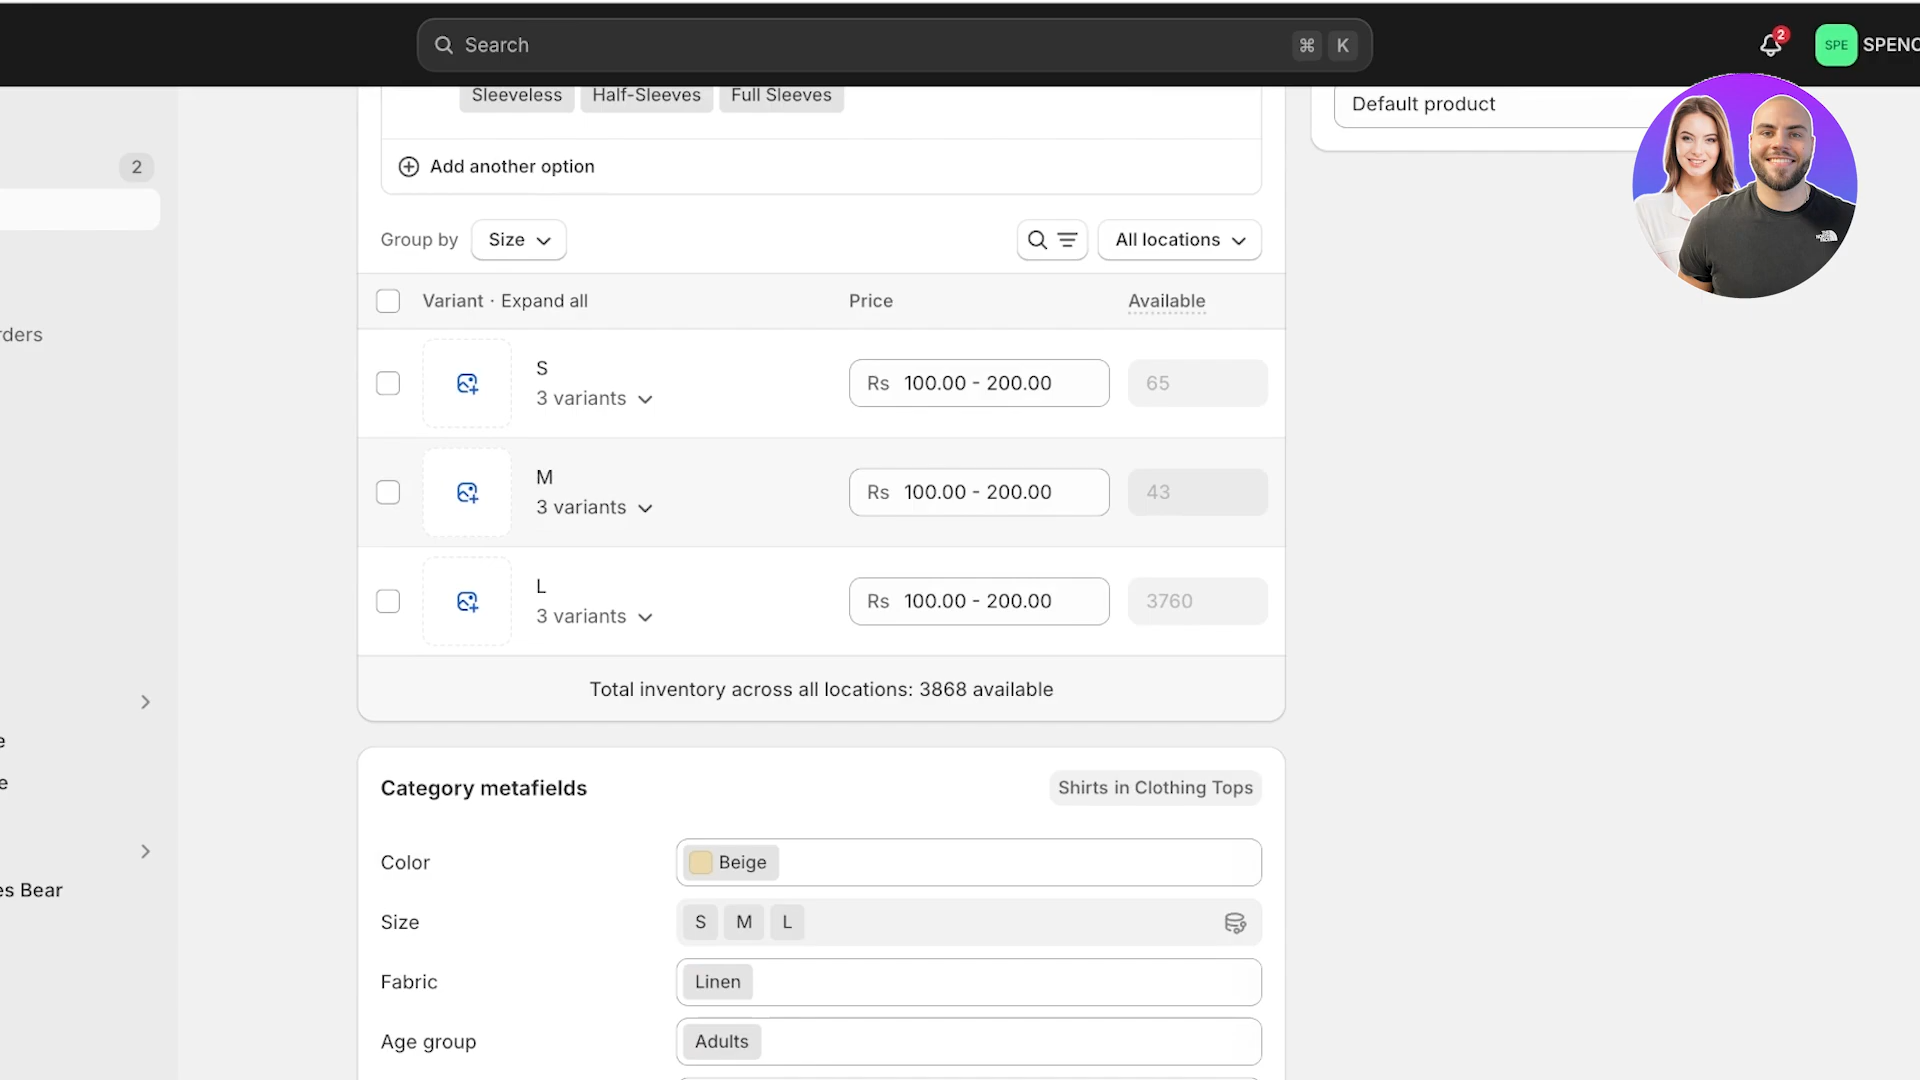 Search ⌘ K
2
SPE SPENC
Sleeveless Half-Sleeves Full Sleeves
Default product
Add another option
2
Group by Size
All locations
Variant · Expand all Price Available
rders
S
3 variants
Rs 100.00 - 200.00 65
M
3 variants
Rs 100.00 - 200.00 43
L
3 variants
Rs 100.00 - 200.00 3760
Total inventory across all locations: 3868 available
e
e
es Bear
Category metafields Shirts in Clothing Tops
Color Beige
Size S M L
Fabric Linen
Age group Adults